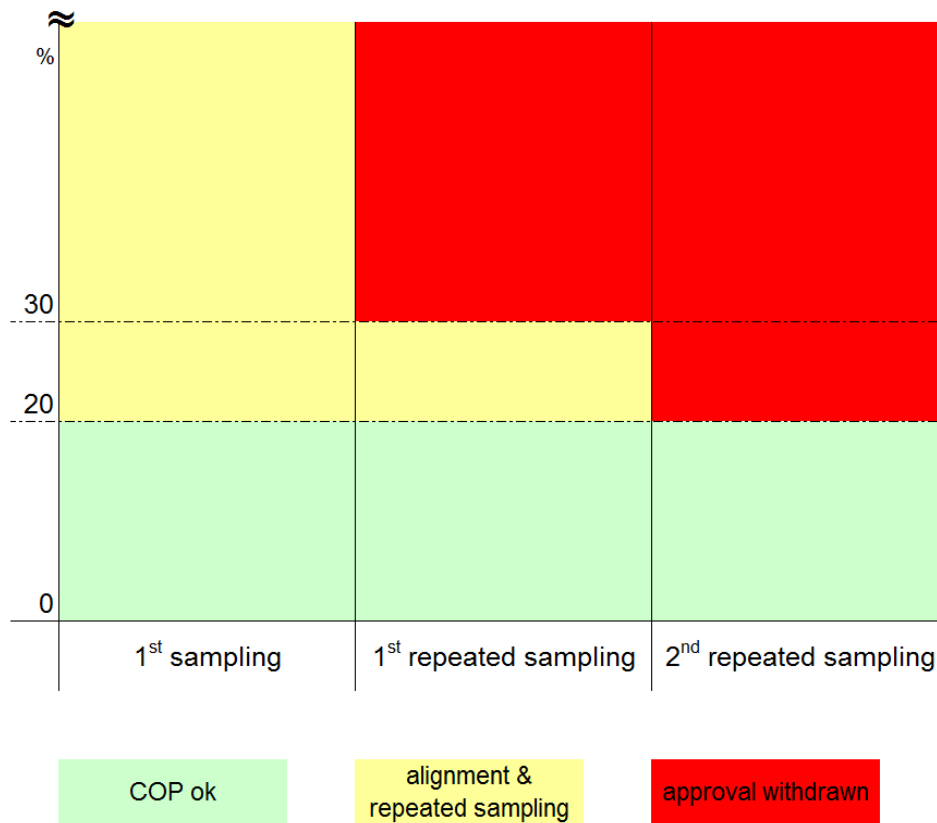 ≈
%
30
20
0
1st sampling
1st repeated sampling
2nd repeated sampling
COP ok
alignment &
repeated sampling
approval withdrawn